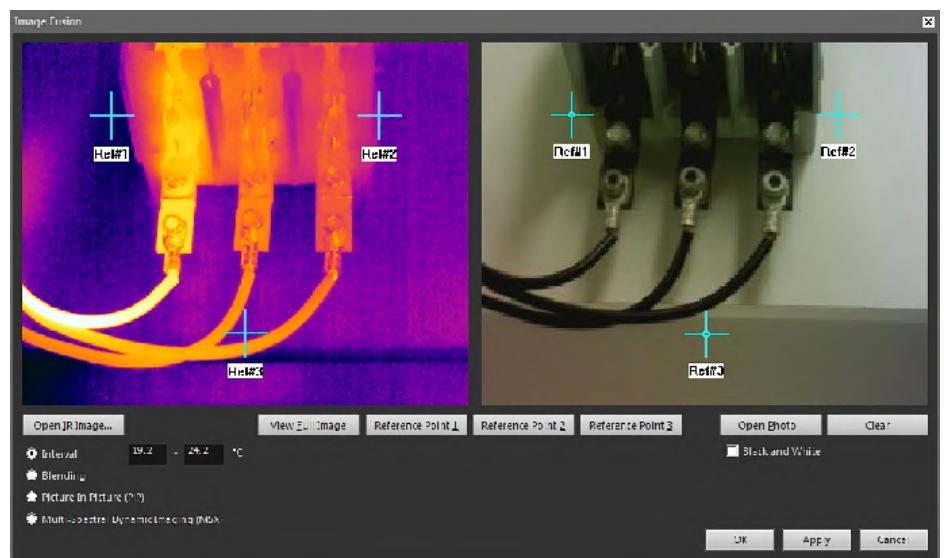 Image Fusion
Ref#1
Ref#2
Ref#3
Ref#1
Ref#2
Ref#3
Open IR Image...
View Full Image
Reference Point 1
Reference Point 2
Reference Point 3
Open Photo
Clear
Interval 19.2 - 24.2 °C
Black and White
Blending
Picture In Picture (PIP)
Multi-Spectral Dynamic Imaging (MSX)
OK
Apply
Cancel